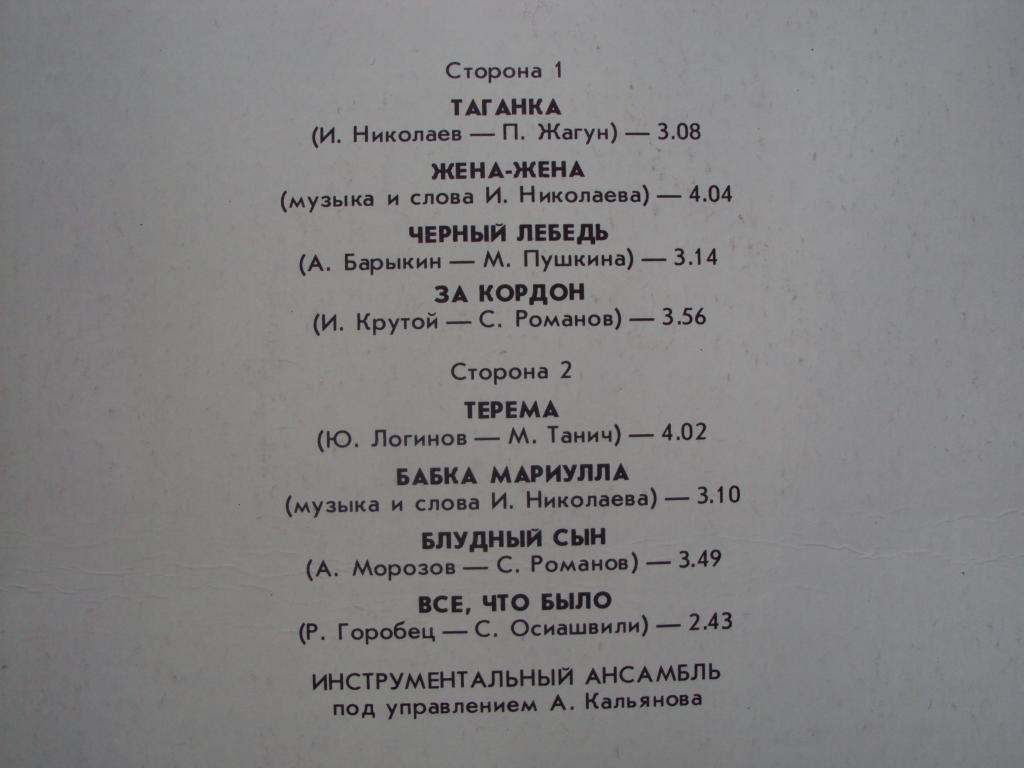 Сторона 1
ТАГАНКА
(И. Николаев — П. Жагун) — 3.08
ЖЕНА-ЖЕНА
(музыка и слова И. Николаева) — 4.04
ЧЕРНЫЙ ЛЕБЕДЬ
(А. Барыкин — М. Пушкина) — 3.14
ЗА КОРДОН
(И. Крутой — С. Романов) — 3.56
Сторона 2
ТЕРЕМА
(Ю. Логинов — М. Танич) — 4.02
БАБКА МАРИУЛЛА
(музыка и слова И. Николаева) — 3.10
БЛУДНЫЙ СЫН
(А. Морозов — С. Романов) — 3.49
ВСЕ, ЧТО БЫЛО
(Р. Горобец — С. Осиашвили) — 2.43
ИНСТРУМЕНТАЛЬНЫЙ АНСАМБЛЬ
под управлением А. Кальянова